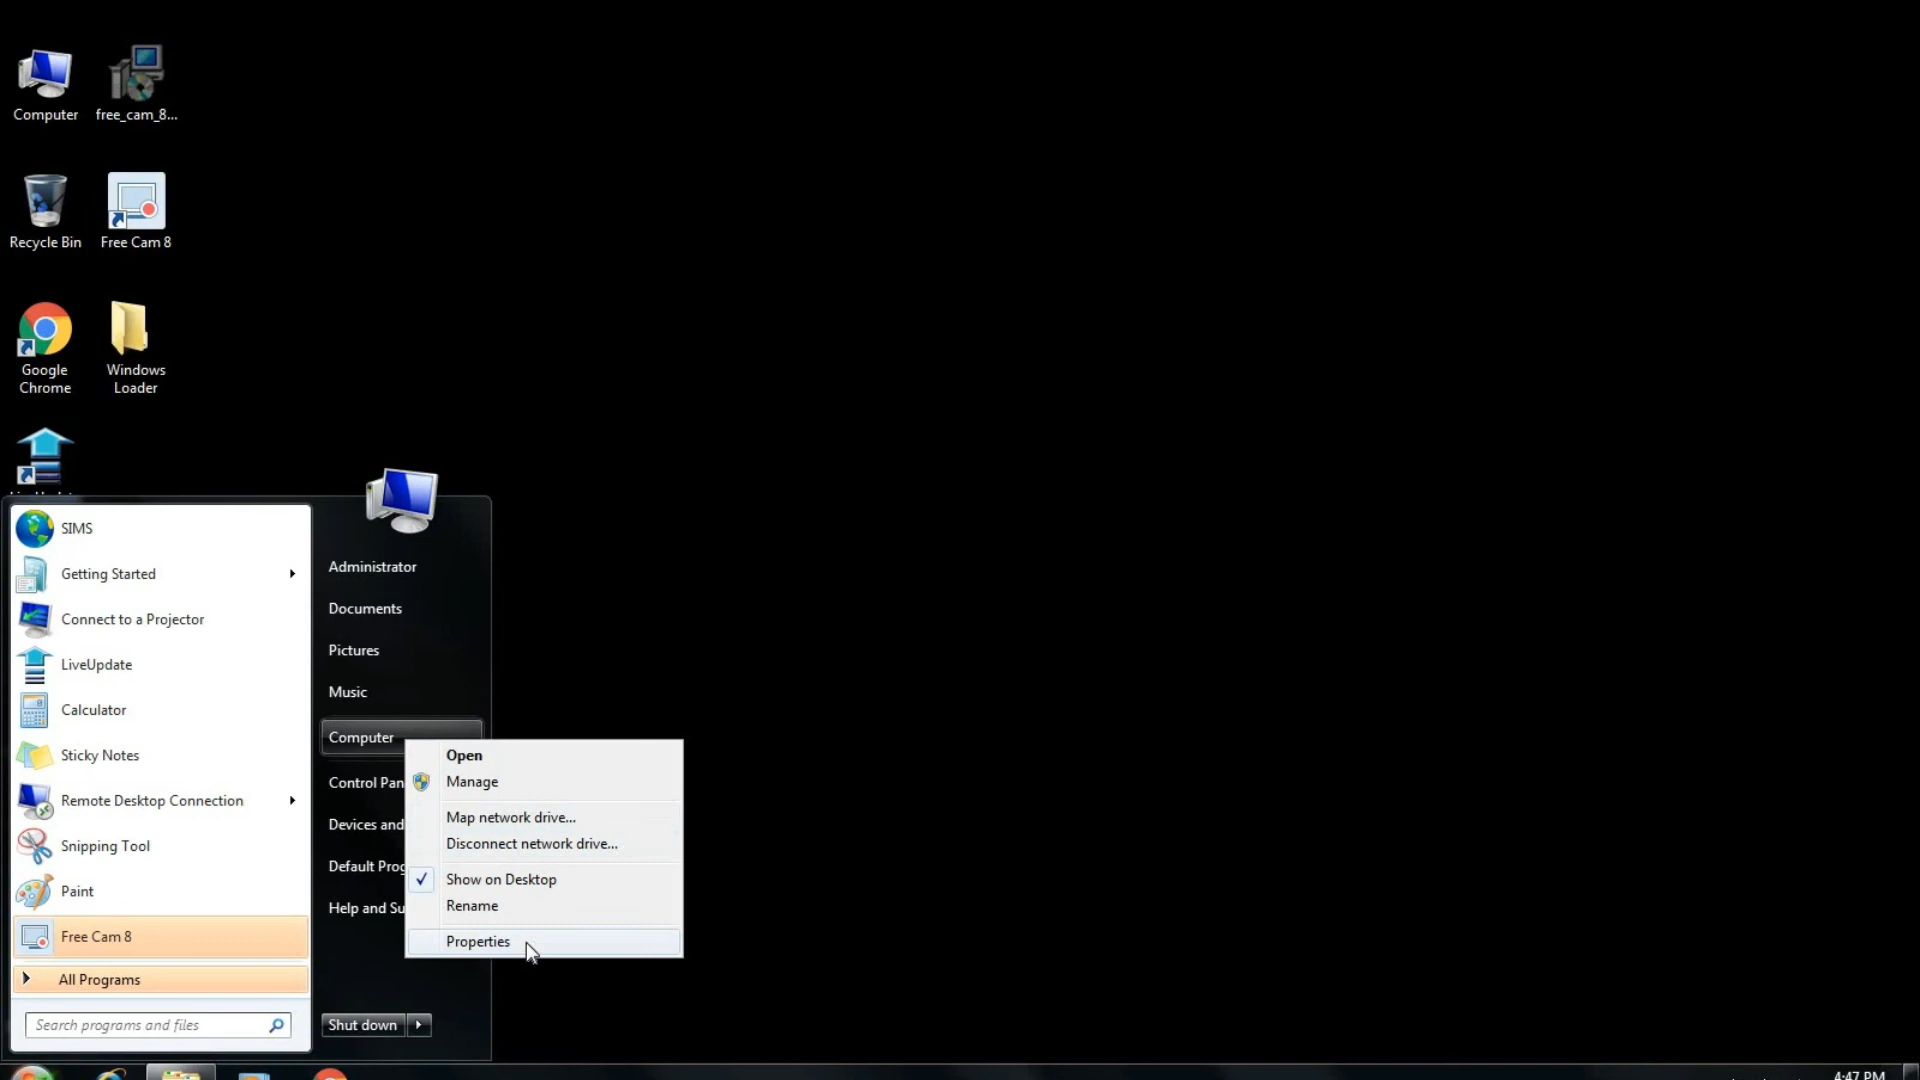 Computer
free_cam_8...
Recycle Bin
Free Cam 8
Google
Chrome
Windows
Loader
SIMS
Getting Started
Connect to a Projector
LiveUpdate
Calculator
Sticky Notes
Remote Desktop Connection
Snipping Tool
Paint
Free Cam 8
All Programs
Search programs and files
Administrator
Documents
Pictures
Music
Computer
Control Pan
Devices and
Default Prog
Help and Su
Shut down
Open
Manage
Map network drive...
Disconnect network drive...
Show on Desktop
Rename
Properties
4:47 PM